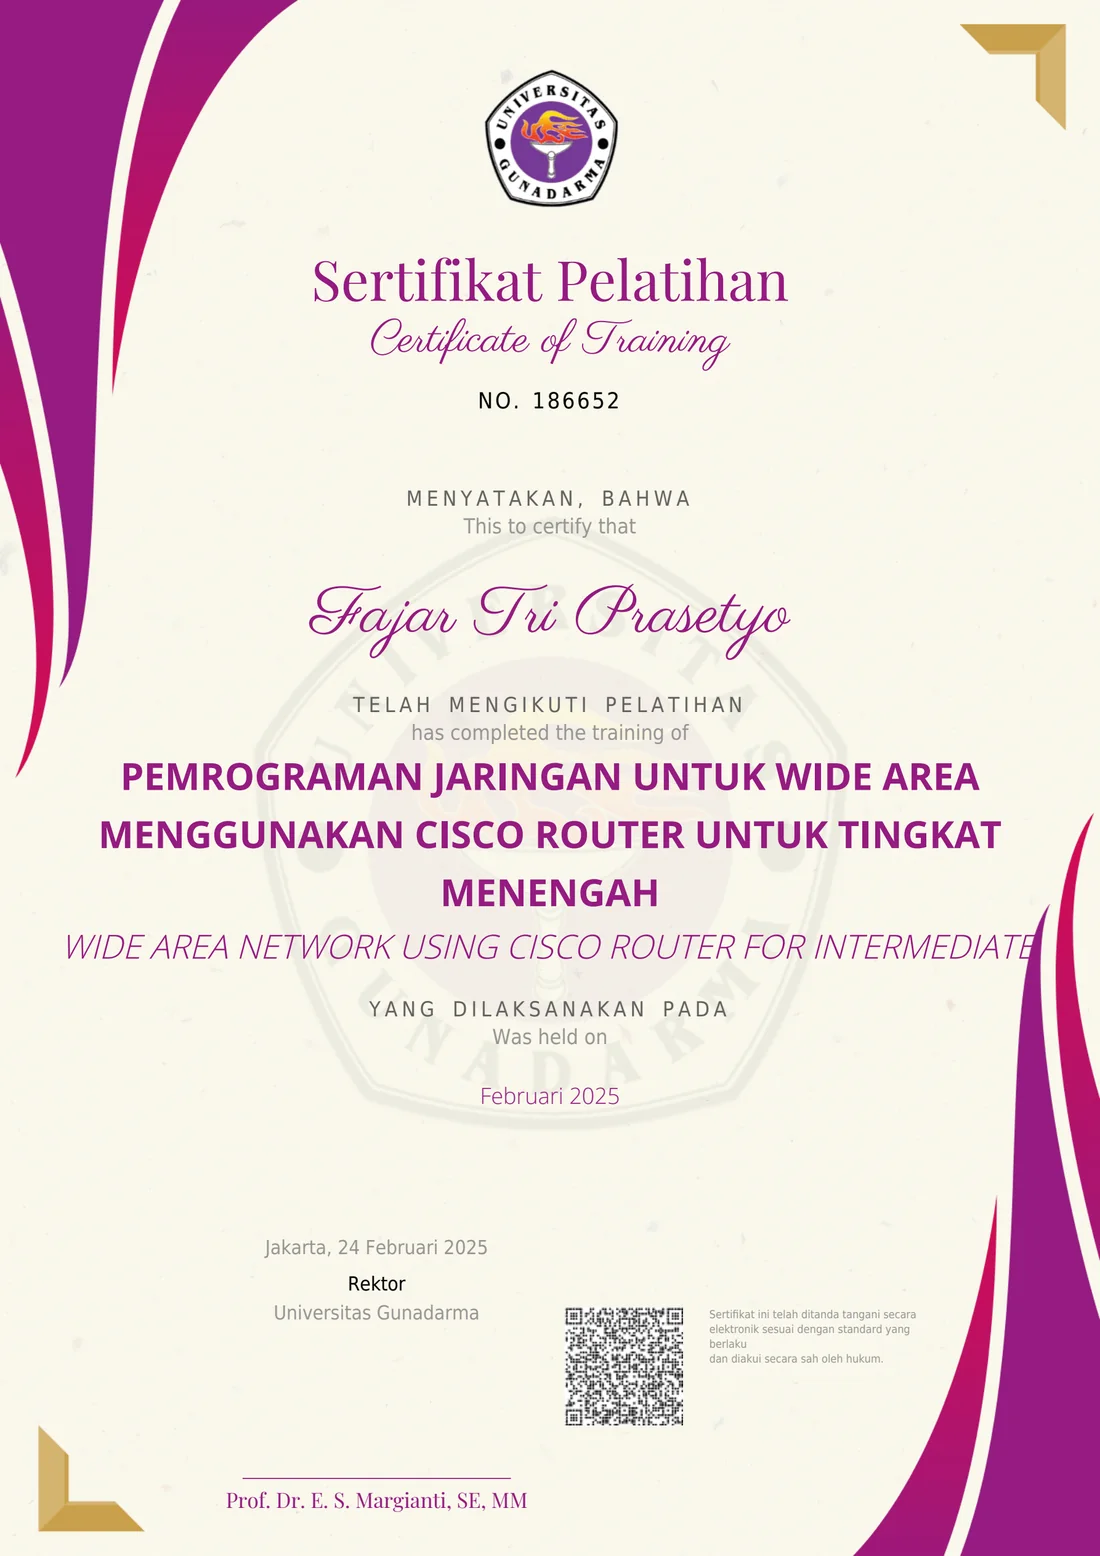 UNIVERSITAS
GUNADARMA
Sertifikat Pelatihan
Certificate of Training
NO. 186652
MENYATAKAN, BAHWA
This to certify that
Fajar Tri Prasetyo
TELAH MENGIKUTI PELATIHAN
has completed the training of
PEMROGRAMAN JARINGAN UNTUK WIDE AREA
MENGGUNAKAN CISCO ROUTER UNTUK TINGKAT
MENENGAH
WIDE AREA NETWORK USING CISCO ROUTER FOR INTERMEDIATE
YANG DILAKSANAKAN PADA
Was held on
Februari 2025
Jakarta, 24 Februari 2025
Rektor
Universitas Gunadarma
Sertifikat ini telah ditanda tangani secara
elektronik sesuai dengan standard yang
berlaku
dan diakui secara sah oleh hukum.
Prof. Dr. E. S. Margianti, SE, MM